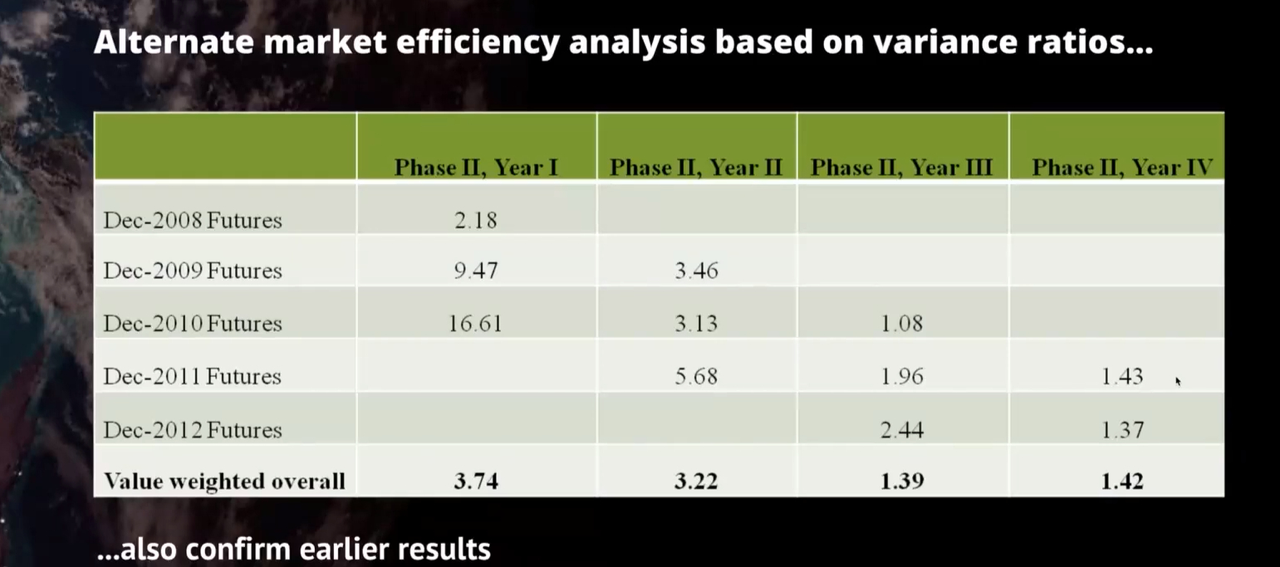 Alternate market efficiency analysis based on variance ratios...
Phase II, Year I Phase II, Year II Phase II, Year III Phase II, Year IV
Dec-2008 Futures 2.18
Dec-2009 Futures 9.47 3.46
Dec-2010 Futures 16.61 3.13 1.08
Dec-2011 Futures 5.68 1.96 1.43
Dec-2012 Futures 2.44 1.37
Value weighted overall 3.74 3.22 1.39 1.42
...also confirm earlier results